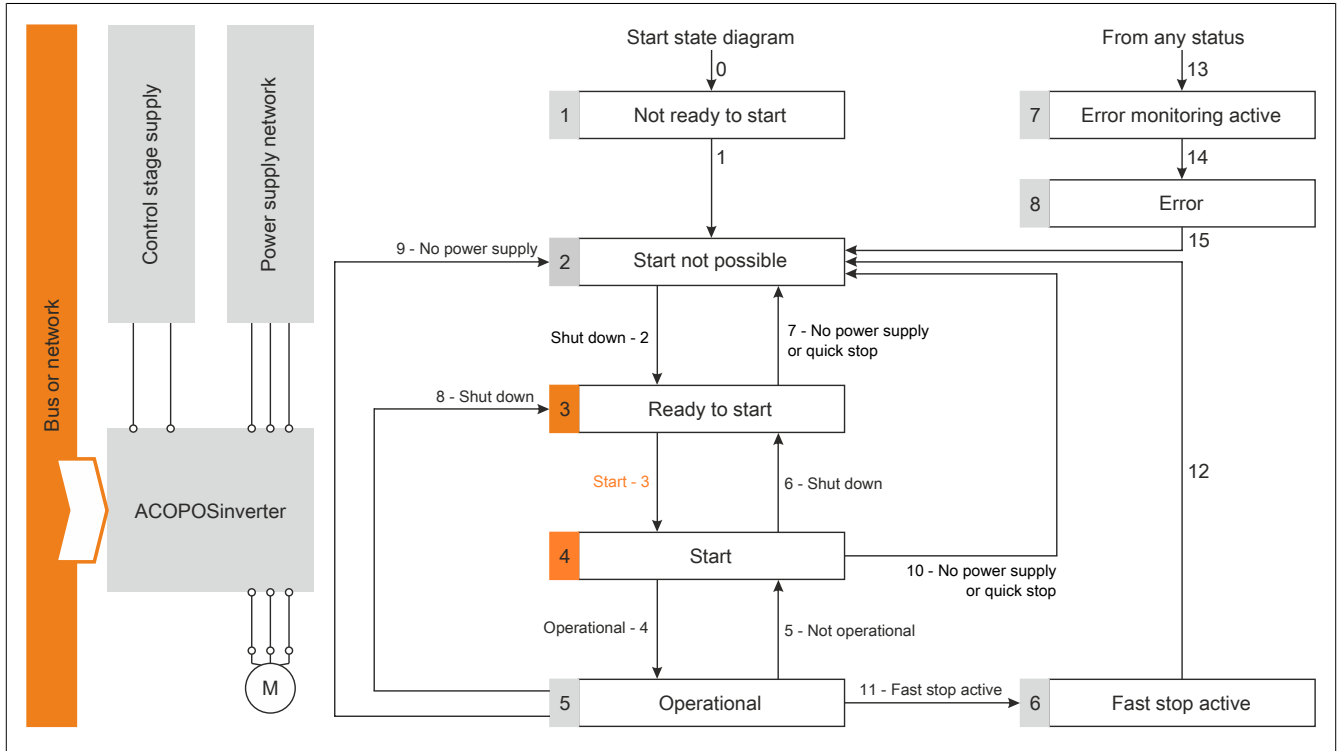 Bus or network
Control stage supply
Power supply network
ACOPOSinverter
M
Start state diagram
0
1
Not ready to start
1
9 - No power supply
2
Start not possible
Shut down - 2
7 - No power supply
or quick stop
8 - Shut down
3
Ready to start
Start - 3
6 - Shut down
4
Start
10 - No power supply
or quick stop
Operational - 4
5 - Not operational
5
Operational
11 - Fast stop active
6
Fast stop active
12
From any status
13
7
Error monitoring active
14
8
Error
15